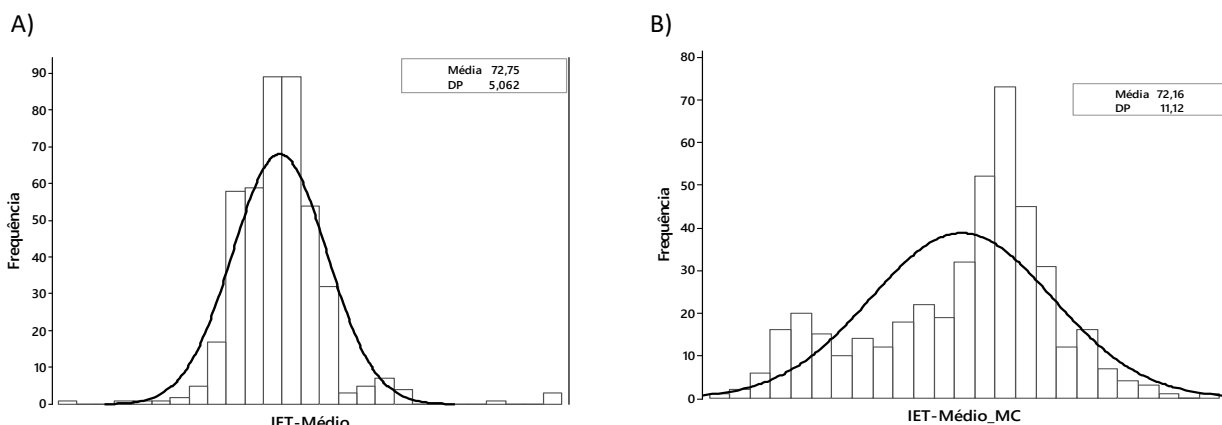 A)
Média 72,75
DP 5,062
Frequência
90
80
70
60
50
40
30
20
10
0
IET-Médio
B)
Média 72,16
DP 11,12
Frequência
80
70
60
50
40
30
20
10
0
IET-Médio_MC